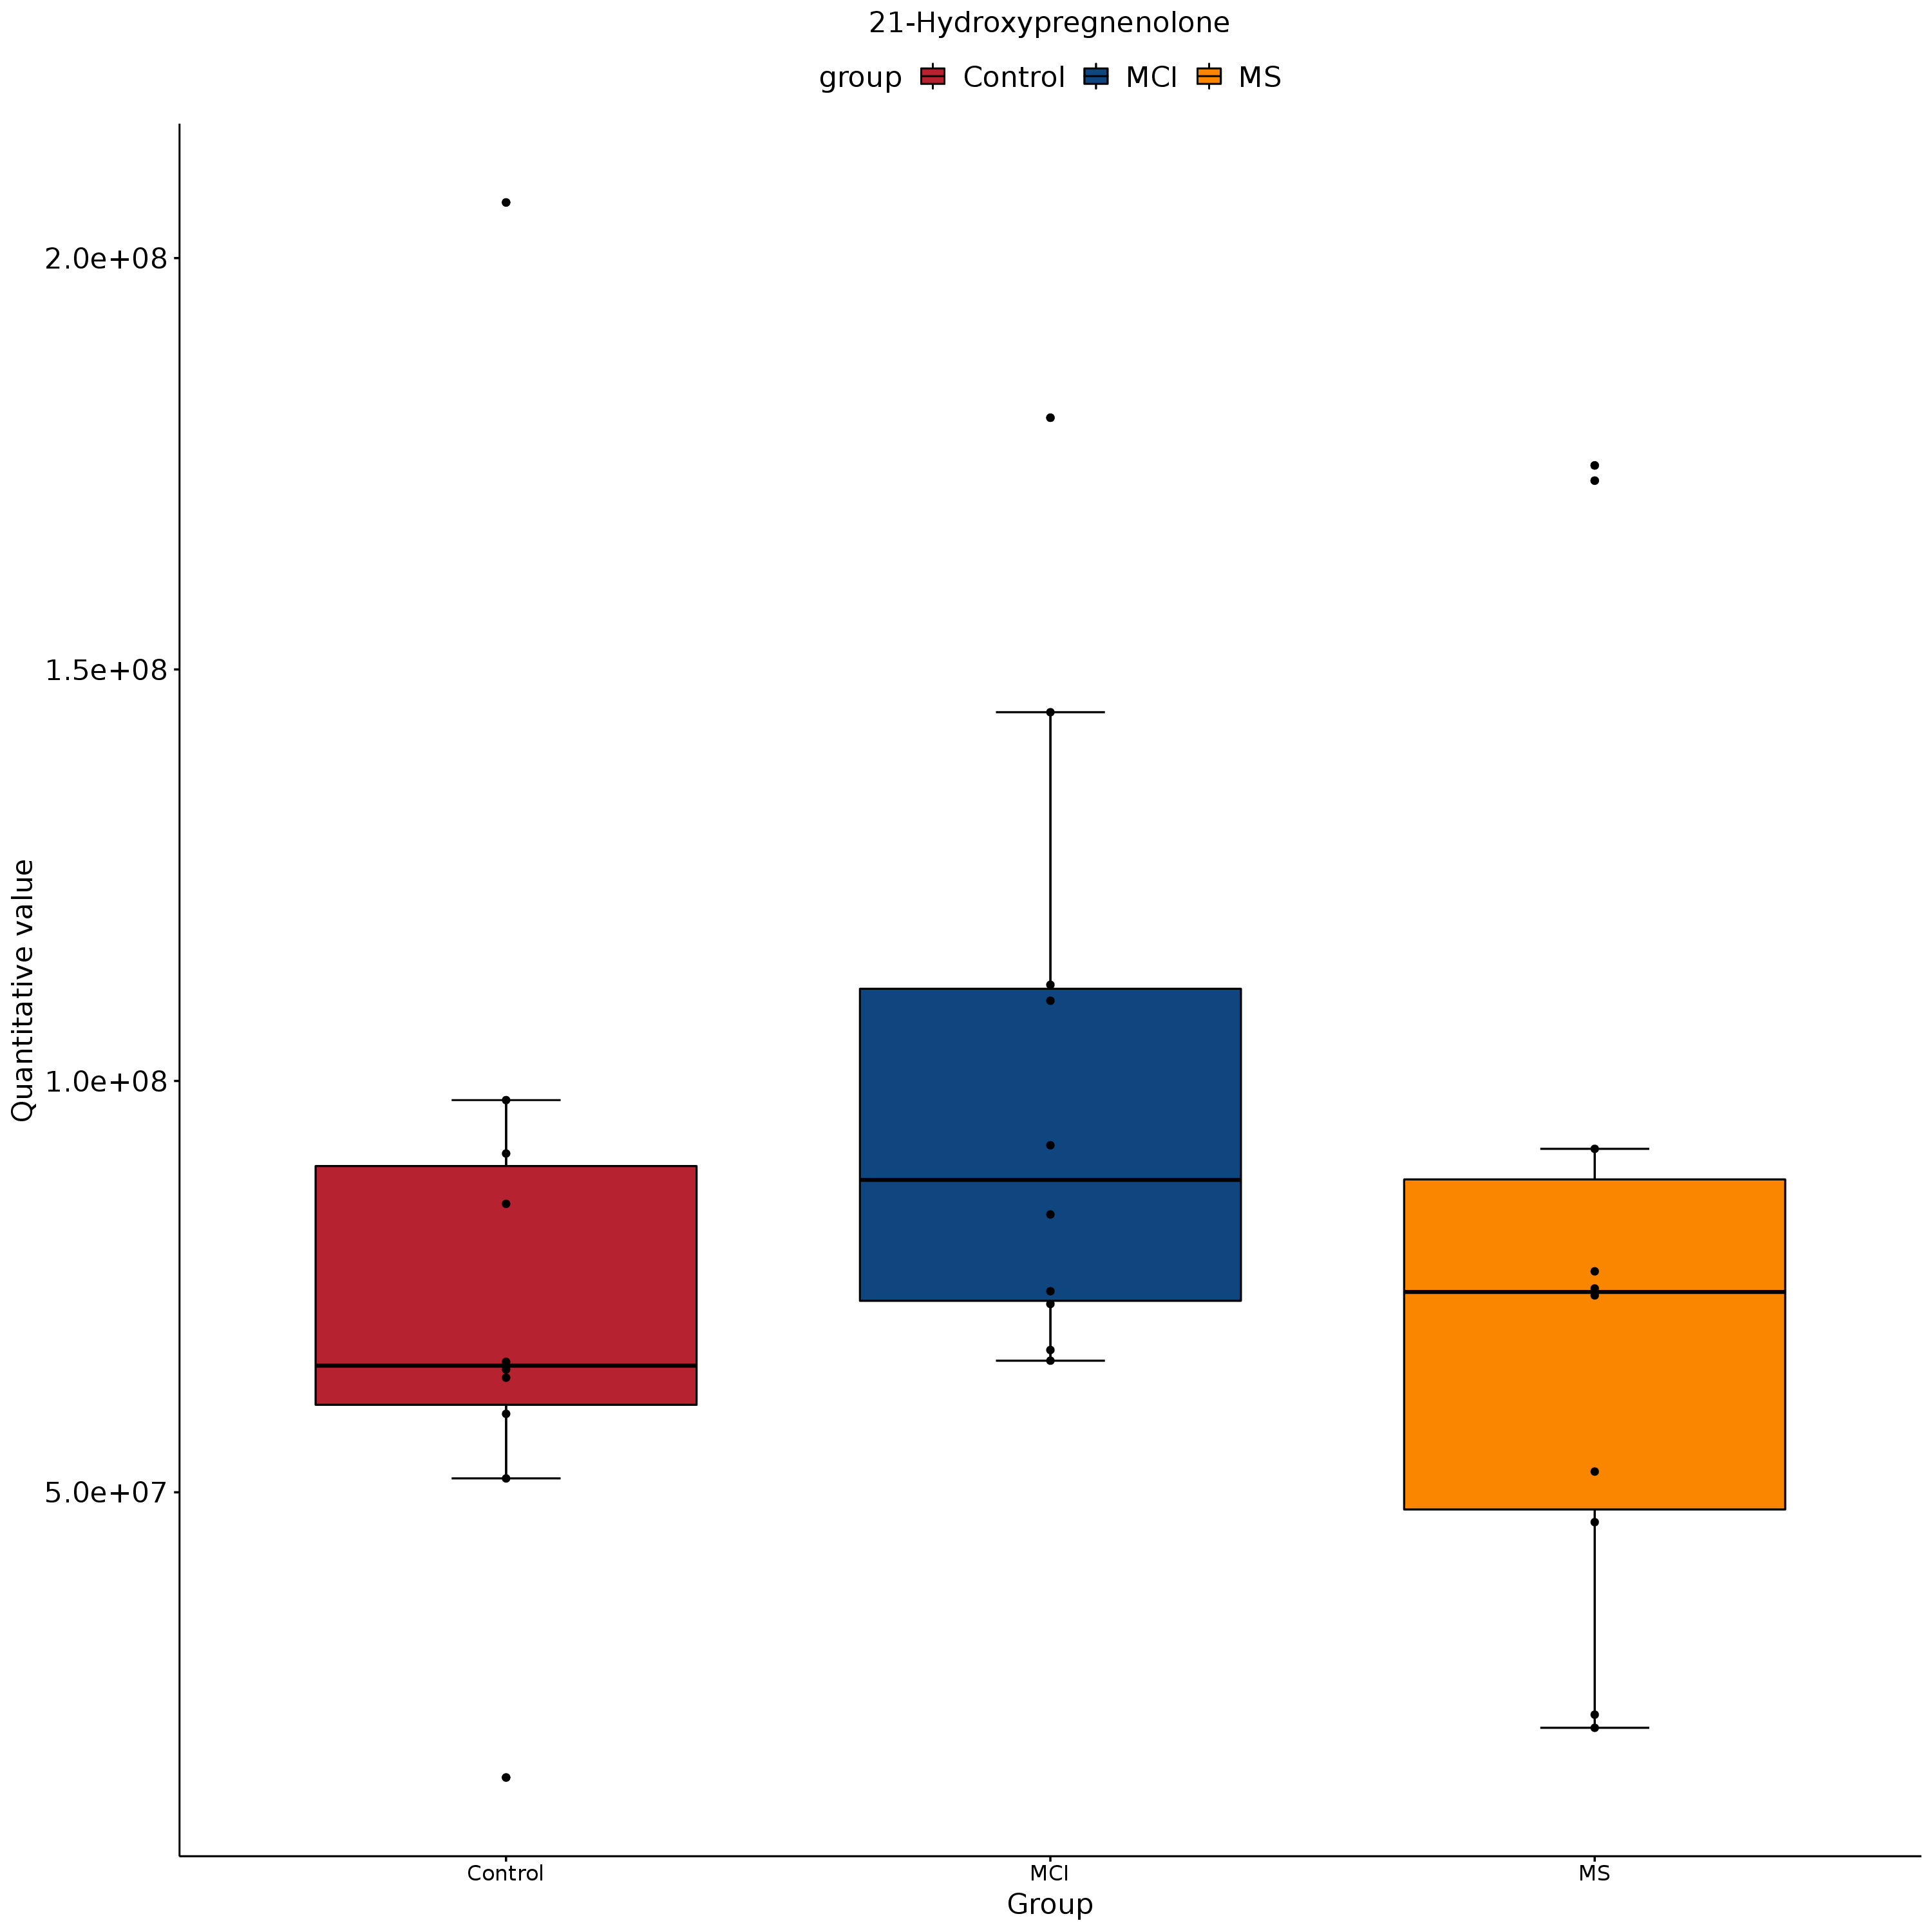 21-Hydroxypregnenolone
group Control MCI MS
Quantitative value
2.0e+08
1.5e+08
1.0e+08
5.0e+07
Control MCI MS
Group